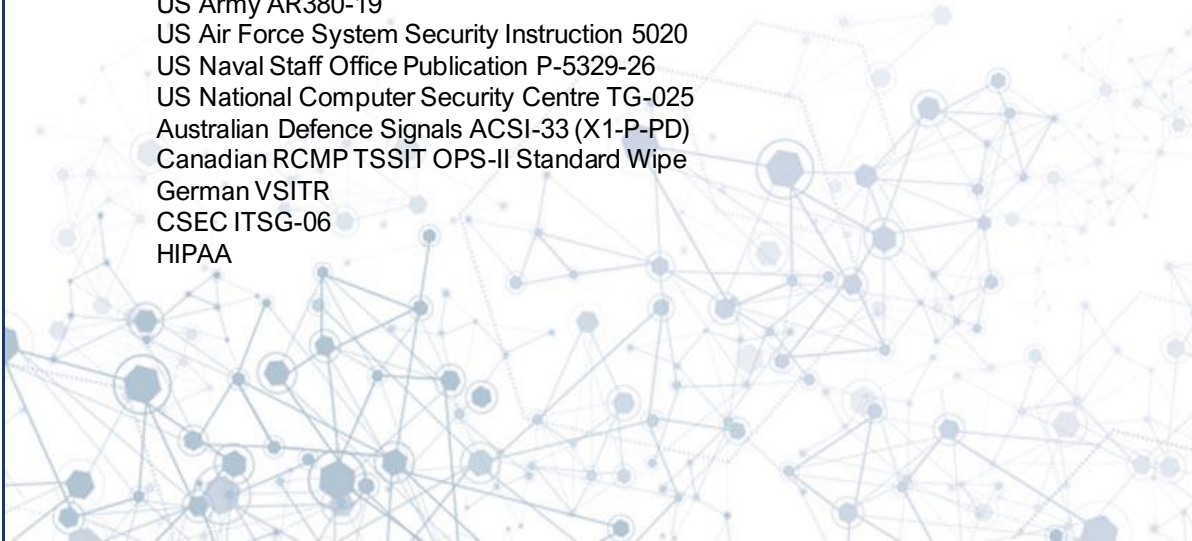 US Army AR380-19
US Air Force System Security Instruction 5020
US Naval Staff Office Publication P-5329-26
US National Computer Security Centre TG-025
Australian Defence Signals ACSI-33 (X1-P-PD)
Canadian RCMP TSSIT OPS-II Standard Wipe
German VSITR
CSEC ITSG-06
HIPAA